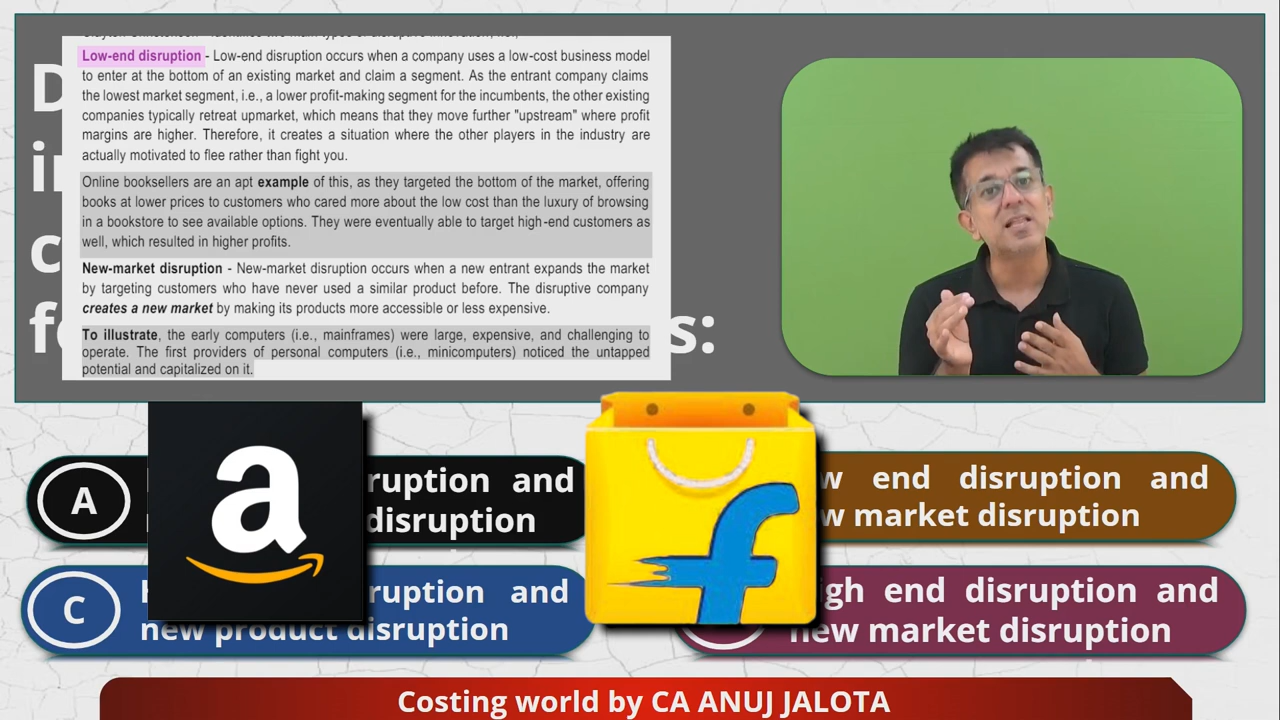 Low-end disruption - Low-end disruption occurs when a company uses a low-cost business model
to enter at the bottom of an existing market and claim a segment. As the entrant company claims
the lowest market segment, i.e., a lower profit-making segment for the incumbents, the other existing
companies typically retreat upmarket, which means that they move further "upstream" where profit
margins are higher. Therefore, it creates a situation where the other players in the industry are
actually motivated to flee rather than fight you.
Online booksellers are an apt example of this, as they targeted the bottom of the market, offering
books at lower prices to customers who cared more about the low cost than the luxury of browsing
in a bookstore to see available options. They were eventually able to target high-end customers as
well, which resulted in higher profits.
New-market disruption - New-market disruption occurs when a new entrant expands the market
by targeting customers who have never used a similar product before. The disruptive company
creates a new market by making its products more accessible or less expensive.
To illustrate, the early computers (i.e., mainframes) were large, expensive, and challenging to
operate. The first providers of personal computers (i.e., minicomputers) noticed the untapped
potential and capitalized on it.
s:
A
ruption and
disruption
a
f
w end disruption and
w market disruption
C
ruption and
new product disruption
igh end disruption and
new market disruption
Costing world by CA ANUJ JALOTA